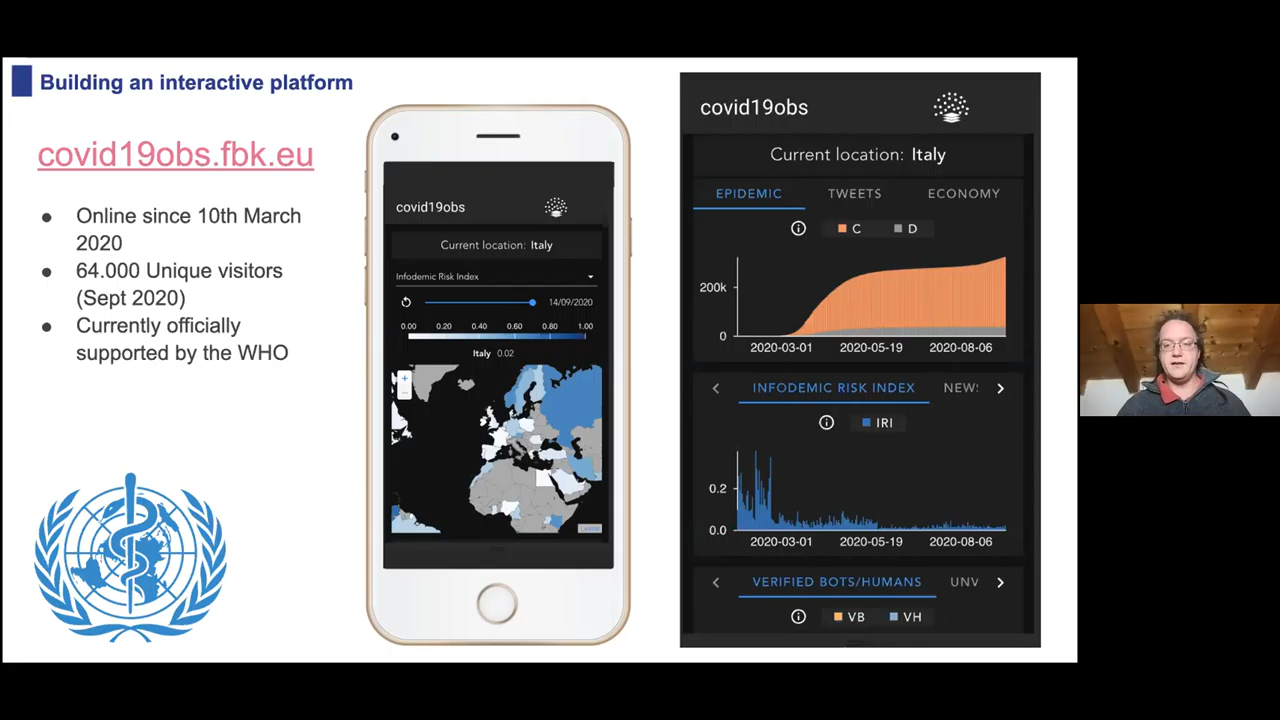 Building an interactive platform
covid19obs.fbk.eu
● Online since 10th March
2020
● 64.000 Unique visitors
(Sept 2020)
● Currently officially
supported by the WHO
covid19obs
Current location: Italy
Infodemic Risk Index
14/09/2020
0.00 0.20 0.40 0.60 0.80 1.00
Italy 0.02
+
Leaflet
covid19obs
Current location: Italy
EPIDEMIC TWEETS ECONOMY
C D
200k
0
2020-03-01 2020-05-19 2020-08-06
INFODEMIC RISK INDEX NEWS
IRI
0.2
0.0
2020-03-01 2020-05-19 2020-08-06
VERIFIED BOTS/HUMANS UNV
VB VH